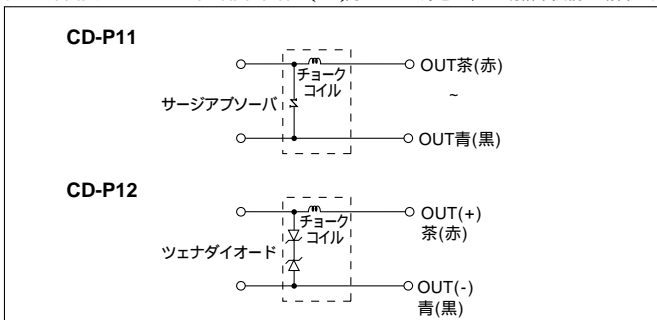 CD-P11
チョーク
コイル
OUT茶(赤)
サージアブソーバ
~
OUT青(黒)
CD-P12
チョーク
コイル
OUT(+)
茶(赤)
ツェナダイオード
OUT(-)
青(黒)